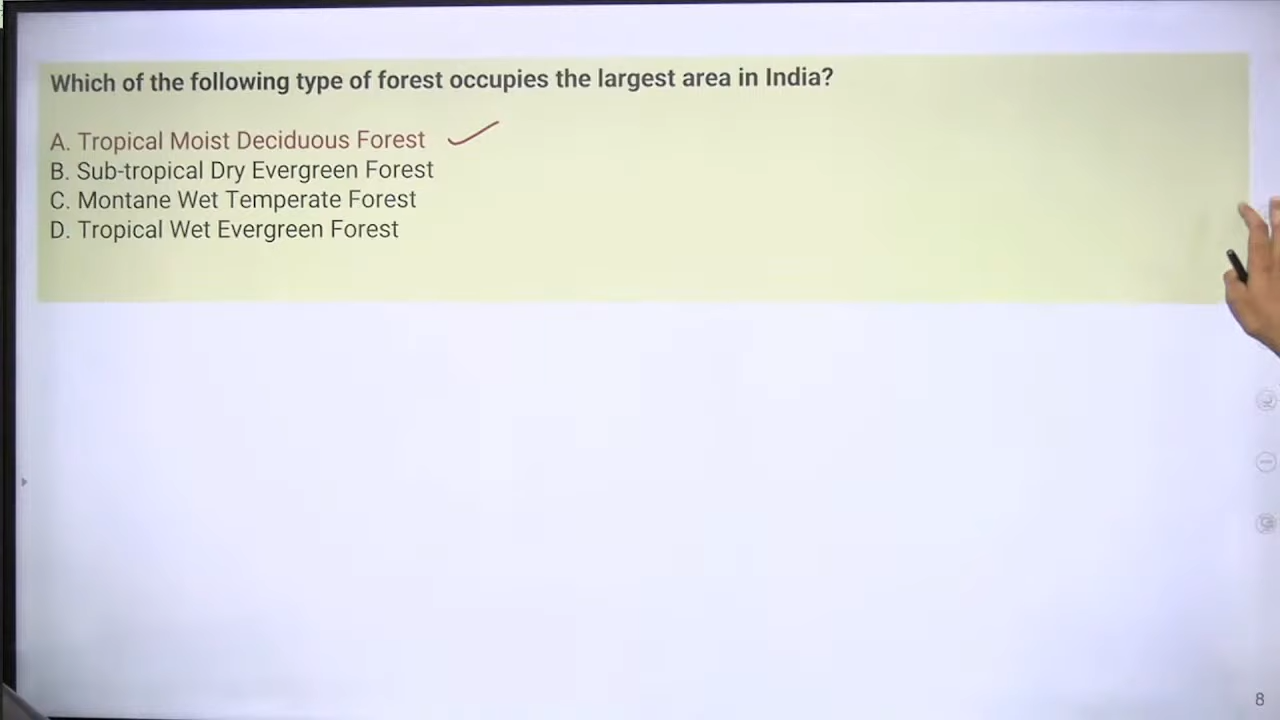 Which of the following type of forest occupies the largest area in India?
A. Tropical Moist Deciduous Forest
B. Sub-tropical Dry Evergreen Forest
C. Montane Wet Temperate Forest
D. Tropical Wet Evergreen Forest
8